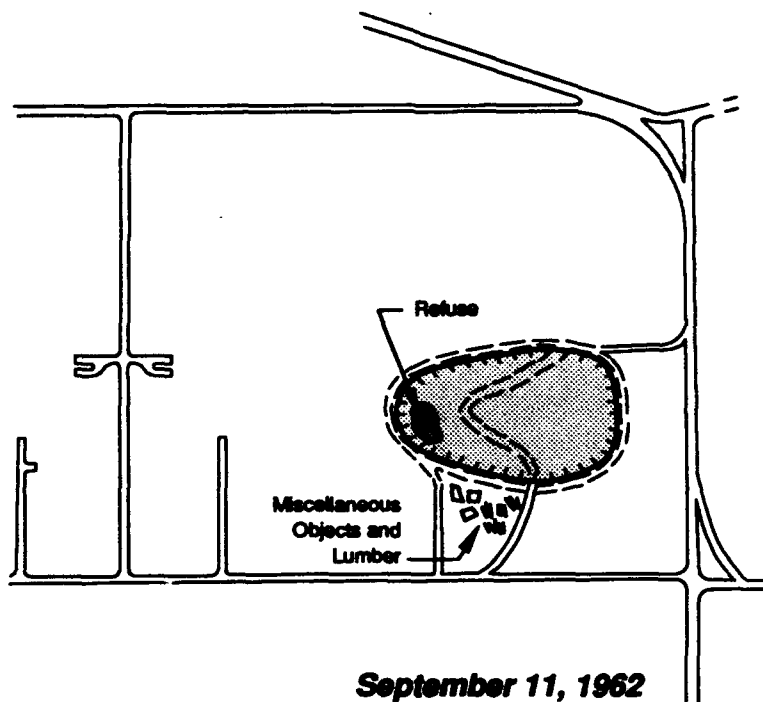 Refuse
Miscellaneous
Objects and
Lumber
September 11, 1962